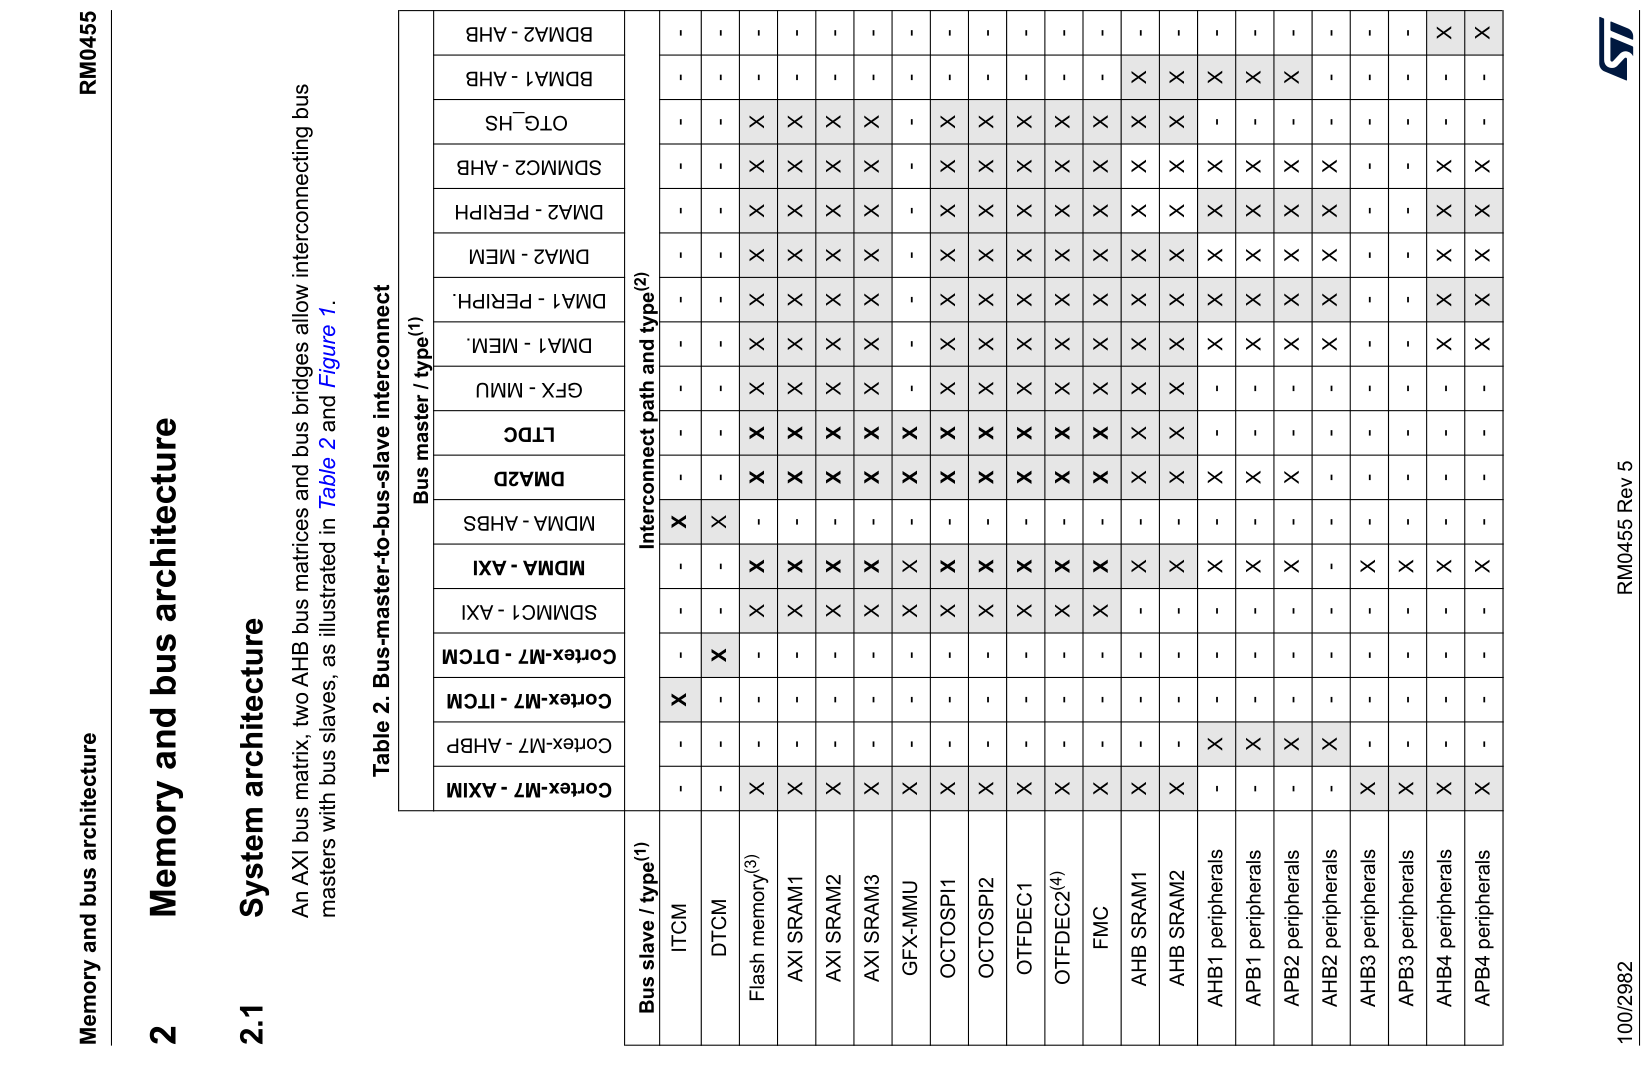 Memory and bus architecture RM0455
2 Memory and bus architecture
2.1 System architecture
An AXI bus matrix, two AHB bus matrices and bus bridges allow interconnecting bus
masters with bus slaves, as illustrated in Table 2 and Figure 1.
Table 2. Bus-master-to-bus-slave interconnect
Bus master / type(1)
Cortex-M7 - AXIM
Cortex-M7 - AHBP
Cortex-M7 - ITCM
Cortex-M7 - DTCM
SDMMC1 - AXI
MDMA - AXI
MDMA - AHBS
DMA2D
LTDC
GFX - MMU
DMA1 - MEM.
DMA1 - PERIPH.
DMA2 - MEM
DMA2 - PERIPH
SDMMC2 - AHB
OTG_HS
BDMA1 - AHB
BDMA2 - AHB
Bus slave / type(1) Interconnect path and type(2)
ITCM - - X - - - X - - - - - - - - - - -
DTCM - - - X - - X - - - - - - - - - - -
Flash memory(3) X - - - X X - X X X X X X X X X - -
AXI SRAM1 X - - - X X - X X X X X X X X X - -
AXI SRAM2 X - - - X X - X X X X X X X X X - -
AXI SRAM3 X - - - X X - X X X X X X X X X - -
GFX-MMU X - - - X X - X X - - - - - - - - -
OCTOSPI1 X - - - X X - X X X X X X X X X - -
OCTOSPI2 X - - - X X - X X X X X X X X X - -
OTFDEC1 X - - - X X - X X X X X X X X X - -
OTFDEC2(4) X - - - X X - X X X X X X X X X - -
FMC X - - - X X - X X X X X X X X X - -
AHB SRAM1 X - - - - X - X X X X X X X X X X -
AHB SRAM2 X - - - - X - X X X X X X X X X X -
AHB1 peripherals - X - - - X - X - - X X X X X - X -
APB1 peripherals - X - - - X - X - - X X X X X - X -
APB2 peripherals - X - - - X - X - - X X X X X - X -
AHB2 peripherals - X - - - - - - - - X X X X X - - -
AHB3 peripherals X - - - - X - - - - - - - - - - - -
APB3 peripherals X - - - - X - - - - - - - - - - - -
AHB4 peripherals X - - - - X - - - - X X X X X - - X
APB4 peripherals X - - - - X - - - - X X X X X - - X
100/2982 RM0455 Rev 5 ST